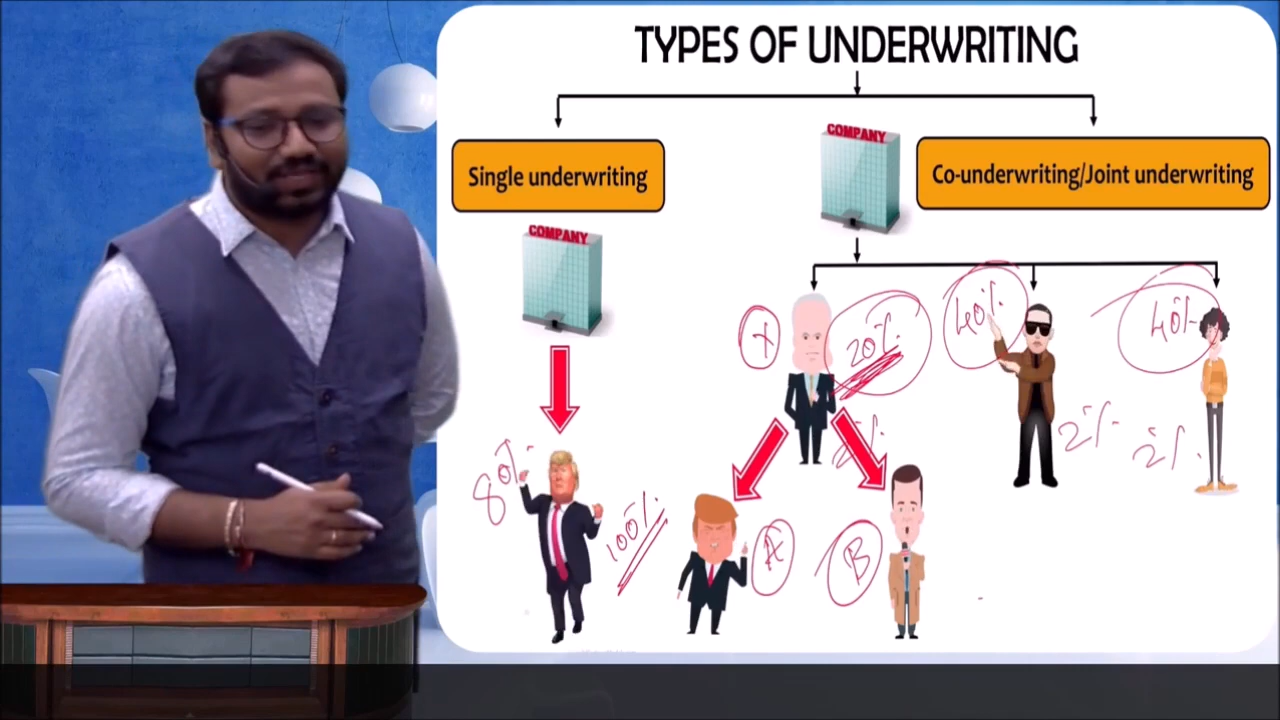 TYPES OF UNDERWRITING
Single underwriting
COMPANY
COMPANY
Co-underwriting/Joint underwriting
X
20%
40%
40%
2%
2%
80%
100%
A
B